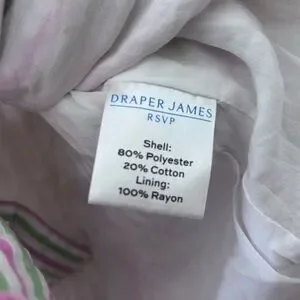 DRAPER JAMES
RSVP
Shell:
80% Polyester
20% Cotton
Lining:
100% Rayon